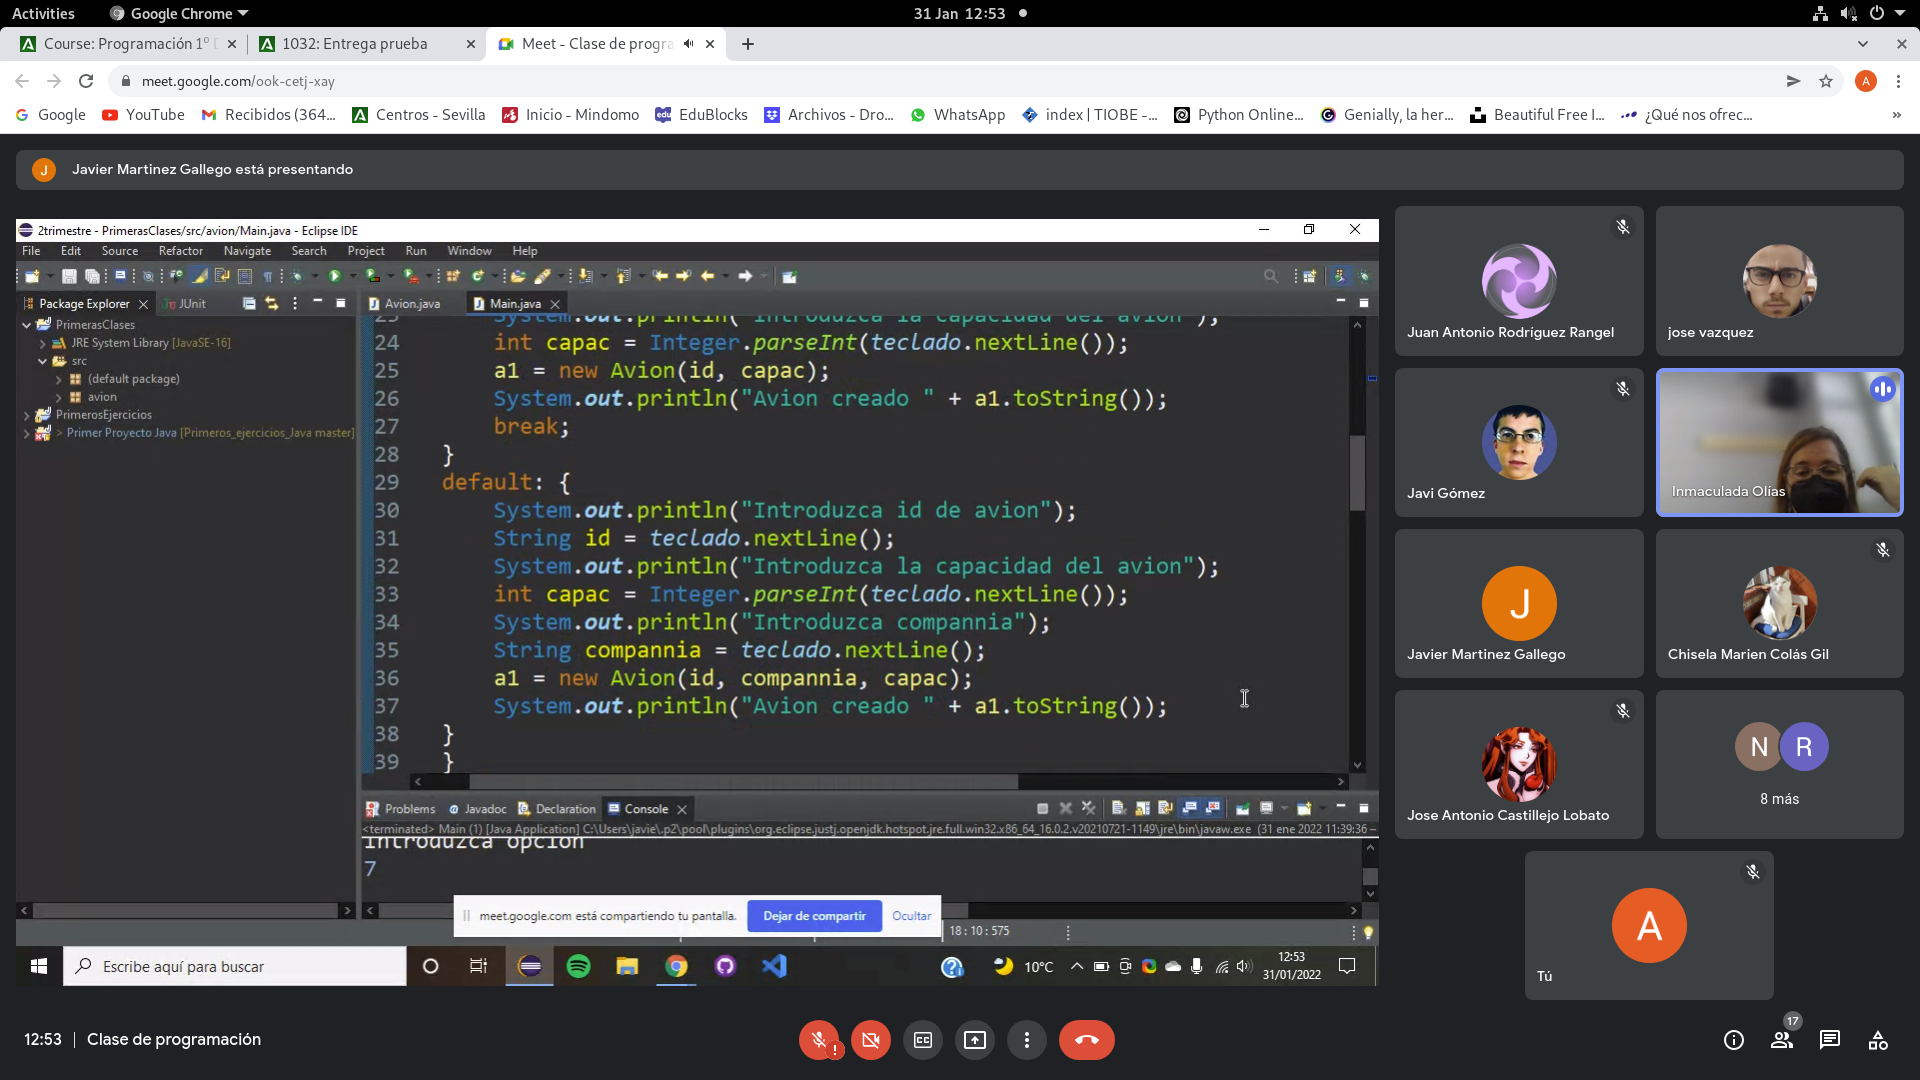 Activities
Google Chrome
31 Jan 12:53
Course: Programación 1º D
1032: Entrega prueba
Meet - Clase de progra
meet.google.com/ook-cetj-xay
A
Google
YouTube
Recibidos (364...
Centros - Sevilla
Inicio - Mindomo
EduBlocks
Archivos - Dro...
WhatsApp
index | TIOBE -...
Python Online...
Genially, la her...
Beautiful Free I...
¿Qué nos ofrec...
»
J
Javier Martinez Gallego está presentando
2trimestre - PrimerasClases/src/avion/Main.java - Eclipse IDE
File Edit Source Refactor Navigate Search Project Run Window Help
Package Explorer
JUnit
Avion.java
Main.java
PrimerasClases
JRE System Library [JavaSE-16]
src
(default package)
avion
PrimerosEjercicios
> Primer Proyecto Java [Primeros_ejercicios_Java master]
23 System.out.println("Introduzca la capacidad del avion");
24 int capac = Integer.parseInt(teclado.nextLine());
25 a1 = new Avion(id, capac);
26 System.out.println("Avion creado " + a1.toString());
27 break;
28 }
29 default: {
30 System.out.println("Introduzca id de avion");
31 String id = teclado.nextLine();
32 System.out.println("Introduzca la capacidad del avion");
33 int capac = Integer.parseInt(teclado.nextLine());
34 System.out.println("Introduzca compannia");
35 String compannia = teclado.nextLine();
36 a1 = new Avion(id, compannia, capac);
37 System.out.println("Avion creado " + a1.toString());
38 }
39 }
Problems
Javadoc
Declaration
Console
<terminated> Main (1) [Java Application] C:\Users\javie\.p2\pool\plugins\org.eclipse.justj.openjdk.hotspot.jre.full.win32.x86_64_16.0.2.v20210721-1149\jre\bin\javaw.exe (31 ene 2022 11:39:36 –
Introduzca opcion
7
meet.google.com está compartiendo tu pantalla.
Dejar de compartir
Ocultar
18 : 10 : 575
Escribe aquí para buscar
10°C
12:53
31/01/2022
Juan Antonio Rodríguez Rangel
jose vazquez
Javi Gómez
Inmaculada Olías
J
Javier Martinez Gallego
Chisela Marien Colás Gil
Jose Antonio Castillejo Lobato
N
R
8 más
A
Tú
12:53
Clase de programación
17